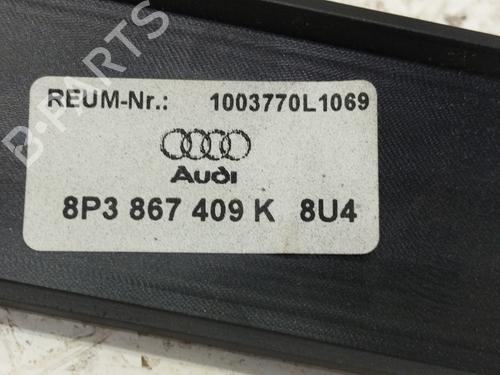 B-PARTS
REUM-Nr.: 1003770L1069
Audi
8P3 867 409 K 8U4